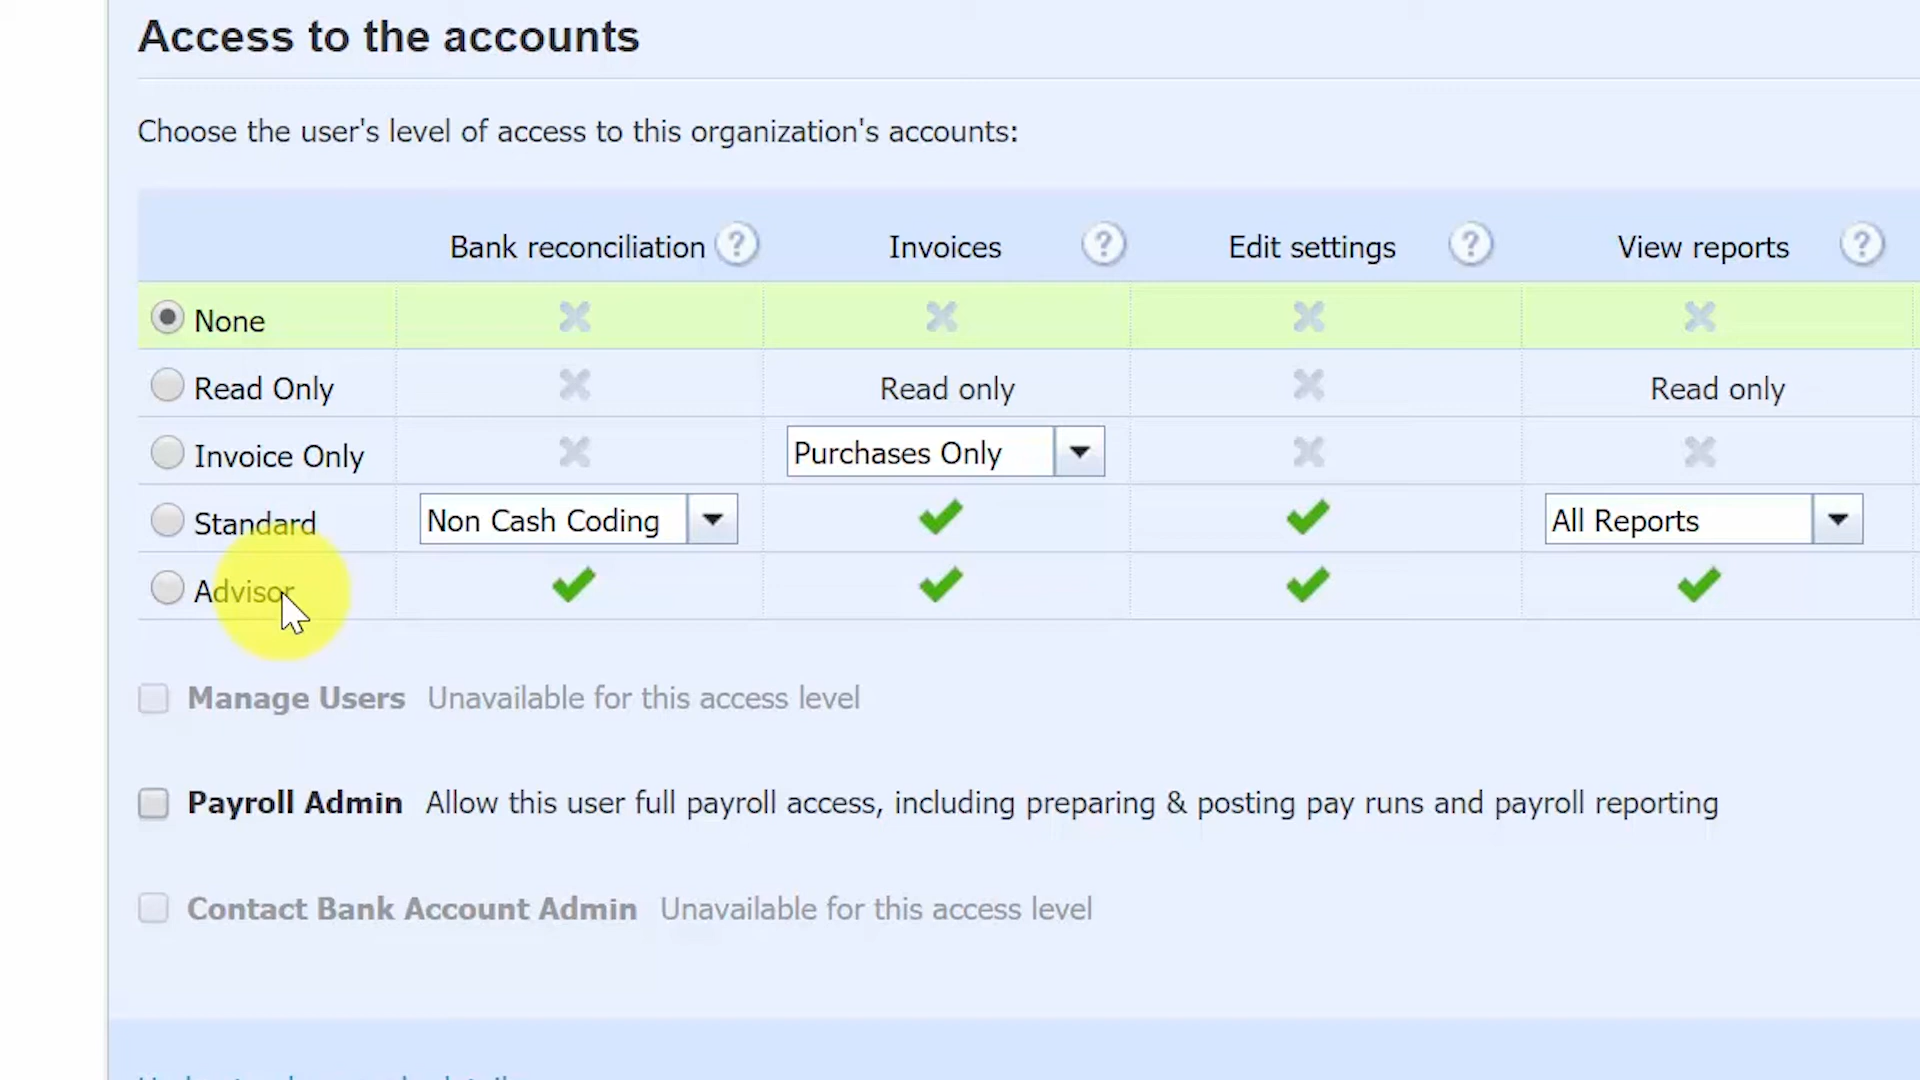 Access to the accounts
Choose the user's level of access to this organization's accounts:
Bank reconciliation ? Invoices ? Edit settings ? View reports ?
None
Read Only Read only Read only
Invoice Only Purchases Only
Standard Non Cash Coding All Reports
Advisor
Manage Users Unavailable for this access level
Payroll Admin Allow this user full payroll access, including preparing & posting pay runs and payroll reporting
Contact Bank Account Admin Unavailable for this access level